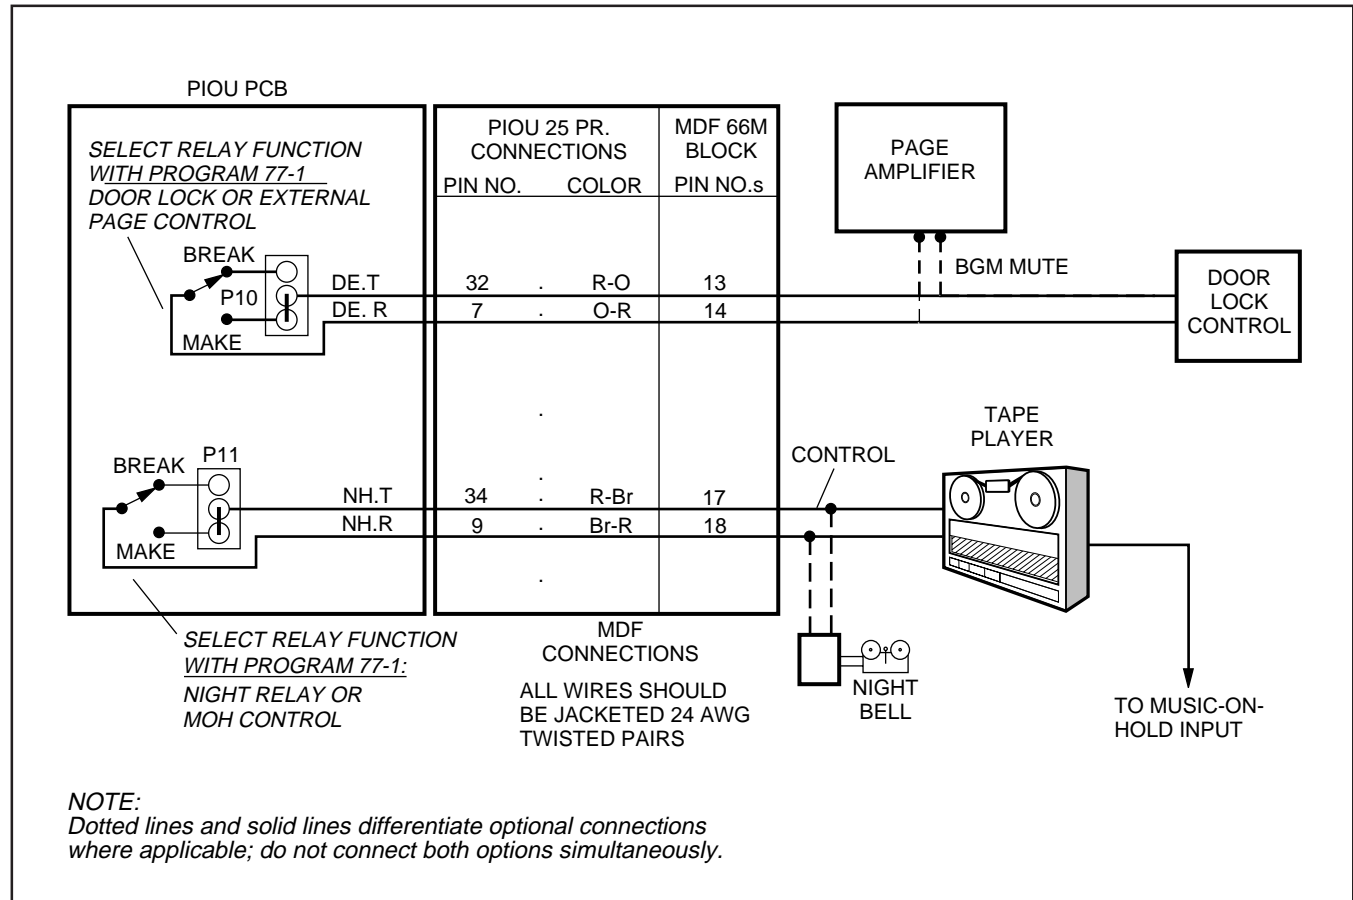 PIOU PCB
SELECT RELAY FUNCTION
WITH PROGRAM 77-1
DOOR LOCK OR EXTERNAL
PAGE CONTROL
BREAK
P10
MAKE
DE.T
DE. R
PIOU 25 PR.
CONNECTIONS
MDF 66M
BLOCK
PIN NO. COLOR PIN NO.s
32 . R-O 13
7 . O-R 14
.
.
34 . R-Br 17
9 . Br-R 18
.
PAGE
AMPLIFIER
BGM MUTE
DOOR
LOCK
CONTROL
BREAK
P11
MAKE
NH.T
NH.R
CONTROL
TAPE
PLAYER
SELECT RELAY FUNCTION
WITH PROGRAM 77-1:
NIGHT RELAY OR
MOH CONTROL
MDF
CONNECTIONS
ALL WIRES SHOULD
BE JACKETED 24 AWG
TWISTED PAIRS
NIGHT
BELL
TO MUSIC-ON-
HOLD INPUT
NOTE:
Dotted lines and solid lines differentiate optional connections
where applicable; do not connect both options simultaneously.